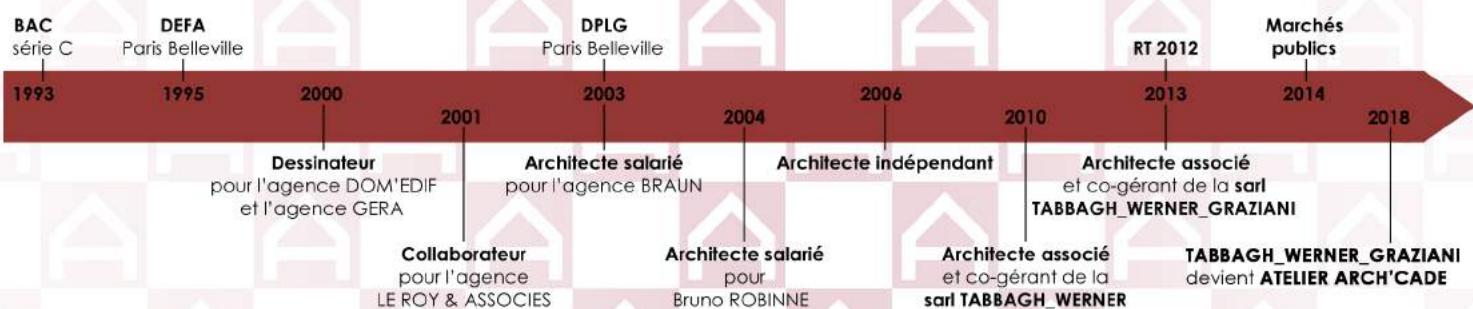 BAC
série C
DEFA
Paris Belleville
DPLG
Paris Belleville
RT 2012
Marchés
publics
1993
1995
2000
2001
2003
2004
2006
2010
2013
2014
2018
Dessinateur
pour l'agence DOM'EDIF
et l'agence GERA
Collaborateur
pour l'agence
LE ROY & ASSOCIES
Architecte salarié
pour l'agence BRAUN
Architecte salarié
pour
Bruno ROBINNE
Architecte indépendant
Architecte associé
et co-gérant de la
sarl TABBAGH_WERNER
Architecte associé
et co-gérant de la sarl
TABBAGH_WERNER_GRAZIANI
TABBAGH_WERNER_GRAZIANI
devient ATELIER ARCH'CADE